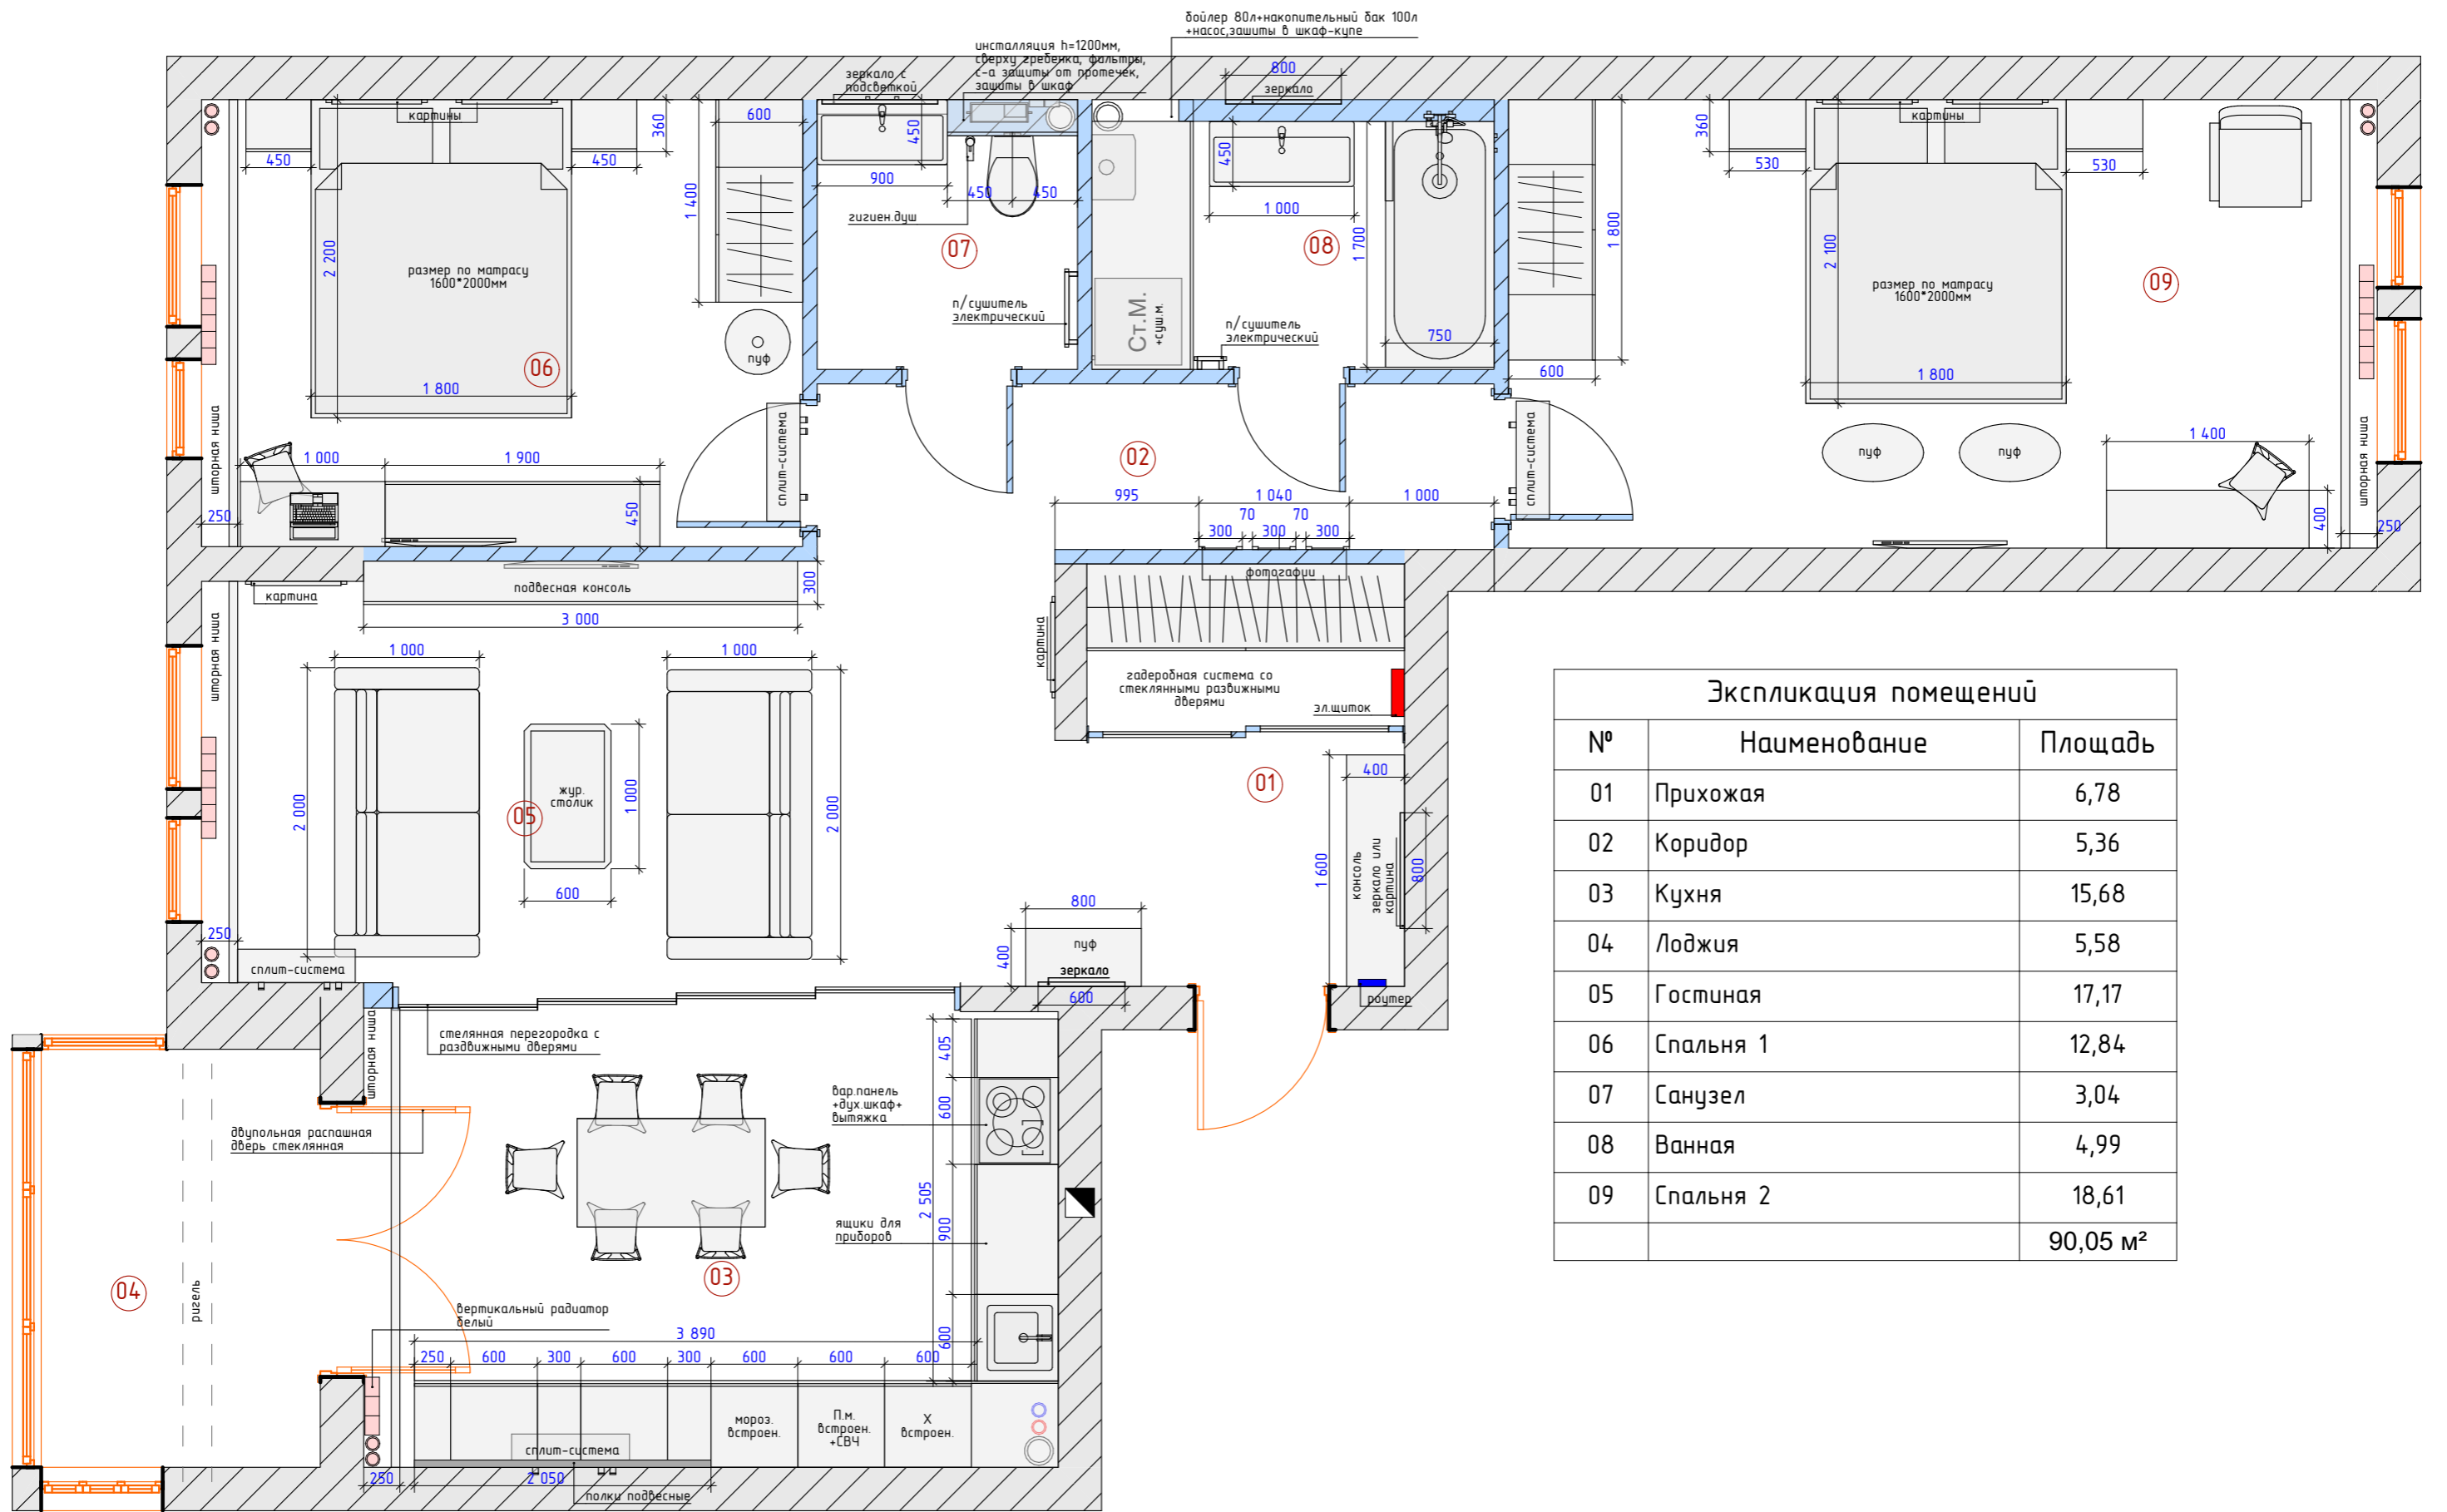 бойлер 80л+накопительный бак 100л
+насос,зашиты в шкаф-купе
инсталляция h=1200мм,
сверху гребенка, фильтры,
с-а защиты от протечек,
зашиты в шкаф
зеркало с
подсветкой
800
зеркало
картины
450
450
360
600
1 400
450
900
450
450
гигиен.душ
07
п/сушитель
электрический
2 200
размер по матрасу
1600*2000мм
06
1 800
пуф
шторная ниша
1 000
1 900
450
250
сплит-система
Ст.М.
+суш.м.
450
1 000
08
1 700
750
п/сушитель
электрический
1 800
600
картины
360
530
530
2 100
размер по матрасу
1600*2000мм
09
1 800
пуф
пуф
1 400
400
250
шторная ниша
сплит-система
02
995
1 040
1 000
70
70
300
300
300
фотогафии
картина
подвесная консоль
300
3 000
картина
шторная ниша
1 000
1 000
2 000
2 000
жур.
столик
1 000
600
05
250
сплит-система
гадеробная система со
стеклянными развижными
дверями
эл.щиток
01
400
1 600
консоль
зеркало или
картина
800
800
400
пуф
зеркало
600
роутер
стелянная перегородка с
раздвижными дверями
шторная ниша
двупольная распашная
дверь стеклянная
вар.панель
+дух.шкаф+
вытяжка
ящики для
приборов
405
600
2 505
900
600
03
04
ригель
вертикальный радиатор
белый
3 890
250
600
300
600
300
600
600
600
мороз.
встроен.
П.м.
встроен.
+СВЧ
Х
встроен.
сплит-система
250
2 050
полки подвесные
Экспликация помещений
№ Наименование Площадь
01 Прихожая 6,78
02 Коридор 5,36
03 Кухня 15,68
04 Лоджия 5,58
05 Гостиная 17,17
06 Спальня 1 12,84
07 Санузел 3,04
08 Ванная 4,99
09 Спальня 2 18,61
90,05 м²